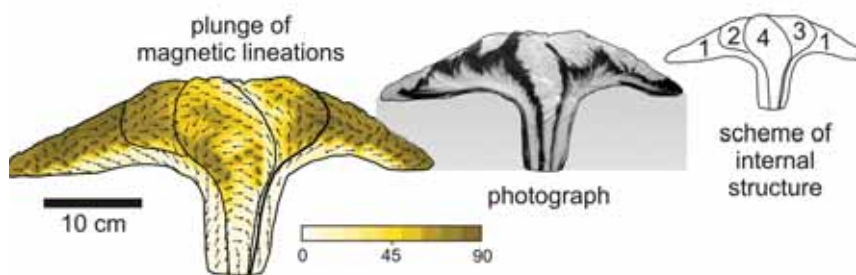 plunge of
magnetic lineations
10 cm
0 45 90
photograph
1 2 4 3 1
scheme of
internal
structure